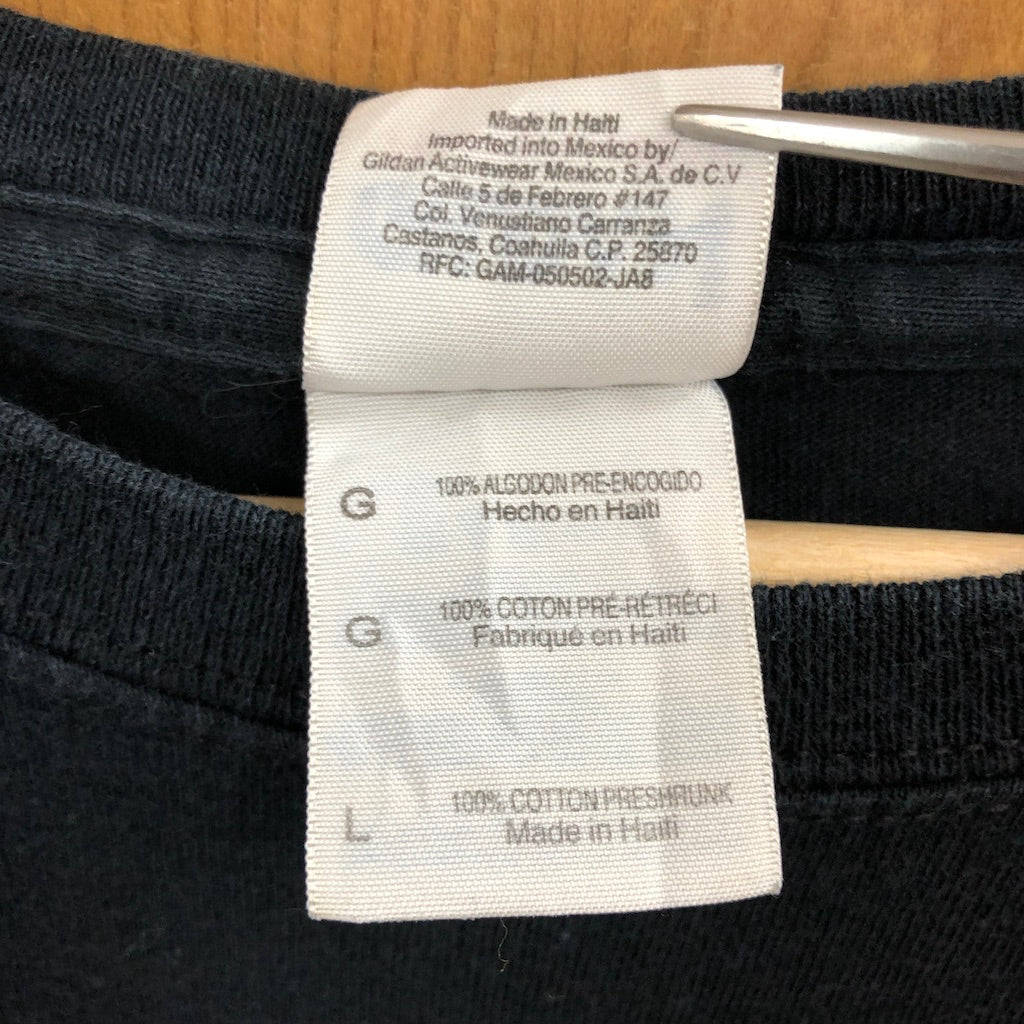 Made in Haiti
Imported into Mexico by/
Gildan Activewear Mexico S.A. de C.V
Calle 5 de Febrero #147
Col. Venustiano Carranza
Castanos, Coahuila C.P. 25870
RFC: GAM-050502-JA8
G 100% ALGODON PRE-ENCOGIDO
Hecho en Haiti
G 100% COTON PRÉ-RÉTRÉCI
Fabriqué en Haiti
L 100% COTTON PRESHRUNK
Made in Haiti